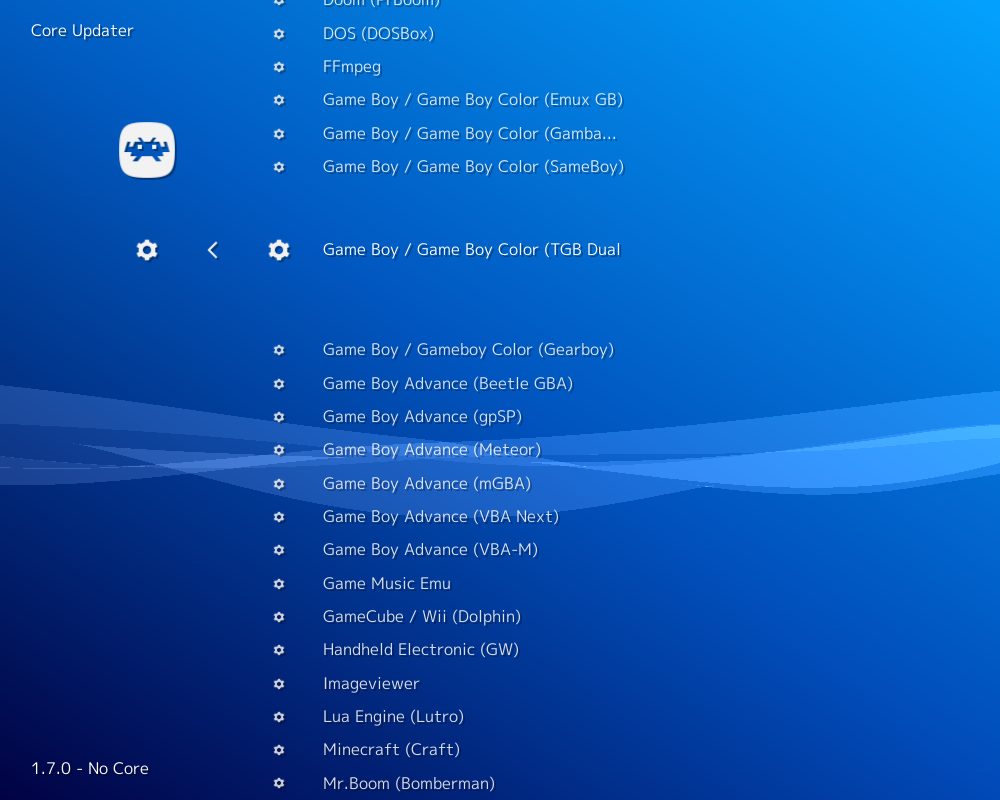 Doom (PrBoom)
Core Updater
DOS (DOSBox)
FFmpeg
Game Boy / Game Boy Color (Emux GB)
Game Boy / Game Boy Color (Gamba...
Game Boy / Game Boy Color (SameBoy)
Game Boy / Game Boy Color (TGB Dual
Game Boy / Gameboy Color (Gearboy)
Game Boy Advance (Beetle GBA)
Game Boy Advance (gpSP)
Game Boy Advance (Meteor)
Game Boy Advance (mGBA)
Game Boy Advance (VBA Next)
Game Boy Advance (VBA-M)
Game Music Emu
GameCube / Wii (Dolphin)
Handheld Electronic (GW)
Imageviewer
Lua Engine (Lutro)
Minecraft (Craft)
1.7.0 - No Core
Mr.Boom (Bomberman)